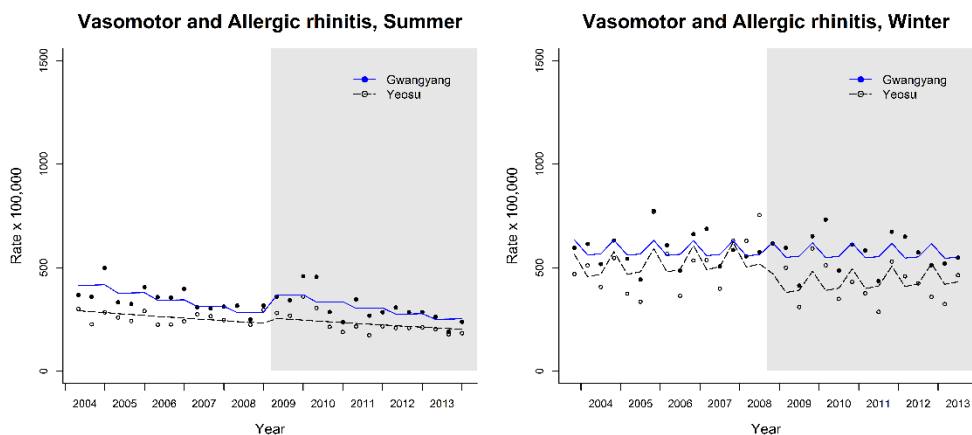 Vasomotor and Allergic rhinitis, Summer
1500
1000
500
0
Rate x 100,000
Gwangyang
Yeosu
2004 2005 2006 2007 2008 2009 2010 2011 2012 2013
Year
Vasomotor and Allergic rhinitis, Winter
1500
1000
500
0
Rate x 100,000
Gwangyang
Yeosu
2004 2005 2006 2007 2008 2009 2010 2011 2012 2013
Year